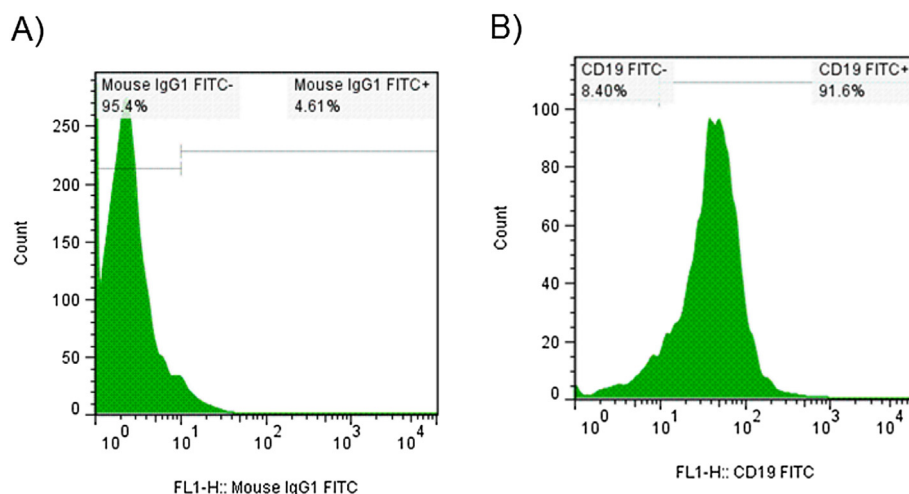 A)
Mouse IgG1 FITC-
95.4%
Mouse IgG1 FITC+
4.61%
250
200
150
100
50
0
Count
10^0 10^1 10^2 10^3 10^4
FL1-H:: Mouse IgG1 FITC
B)
CD19 FITC-
8.40%
CD19 FITC+
91.6%
100
80
60
40
20
0
Count
10^0 10^1 10^2 10^3 10^4
FL1-H:: CD19 FITC